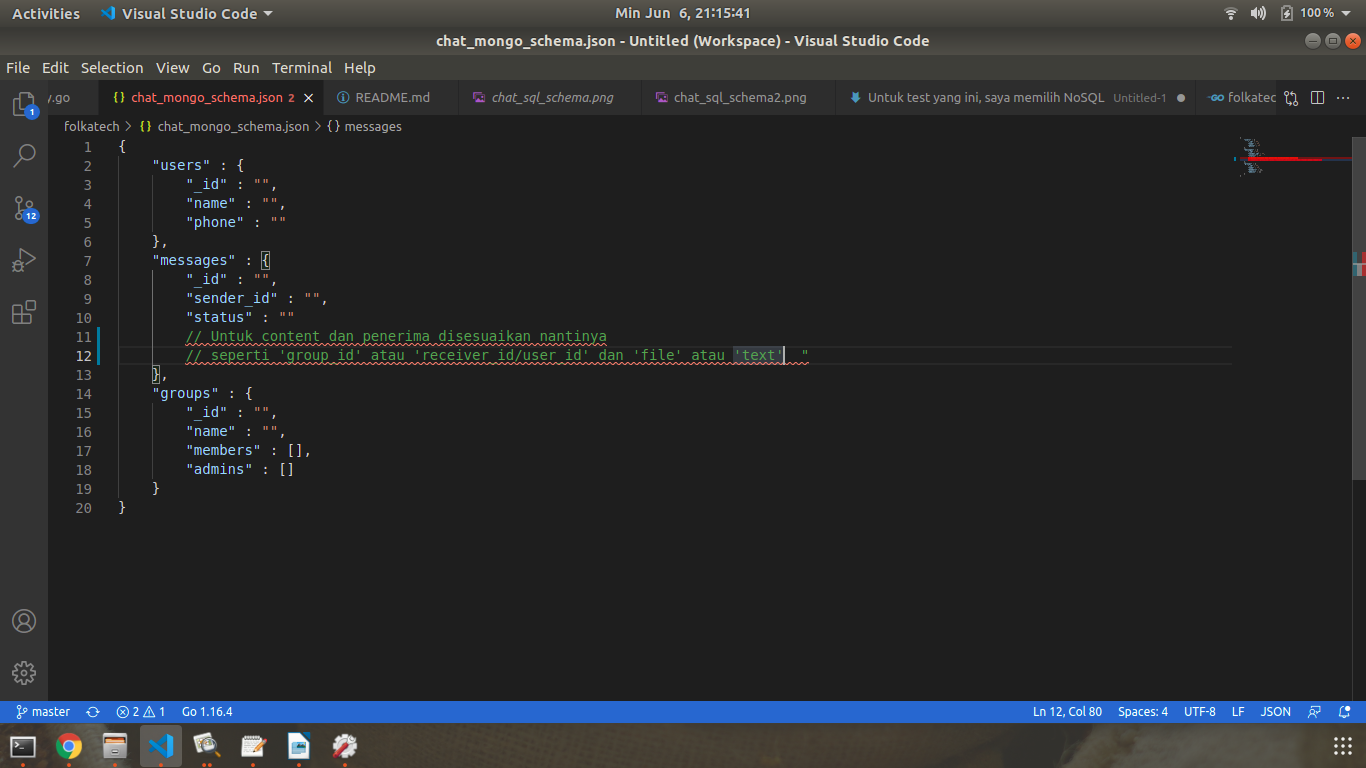 Activities Visual Studio Code Min Jun 6, 21:15:41 100%
chat_mongo_schema.json - Untitled (Workspace) - Visual Studio Code
File Edit Selection View Go Run Terminal Help
y.go {} chat_mongo_schema.json 2 README.md chat_sql_schema.png chat_sql_schema2.png Untuk test yang ini, saya memilih NoSQL Untitled-1 folkatec
1
12
folkatech > {} chat_mongo_schema.json > {} messages
1 {
2 "users" : {
3 "_id" : "",
4 "name" : "",
5 "phone" : ""
6 },
7 "messages" : {
8 "_id" : "",
9 "sender_id" : "",
10 "status" : ""
11 // Untuk content dan penerima disesuaikan nantinya
12 // seperti 'group_id' atau 'receiver_id/user_id' dan 'file' atau 'text'  "
13 },
14 "groups" : {
15 "_id" : "",
16 "name" : "",
17 "members" : [],
18 "admins" : []
19 }
20 }
master 2 1 Go 1.16.4 Ln 12, Col 80 Spaces: 4 UTF-8 LF JSON